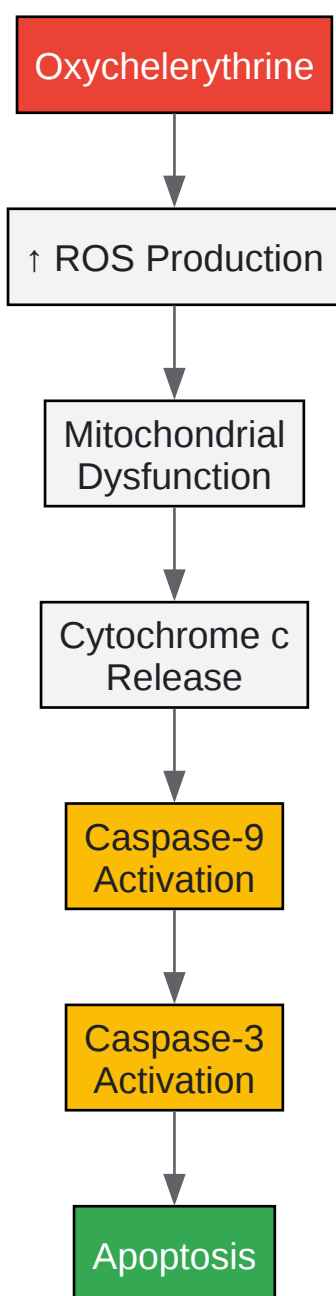 Oxychelerythrine
↑ ROS Production
Mitochondrial
Dysfunction
Cytochrome c
Release
Caspase-9
Activation
Caspase-3
Activation
Apoptosis